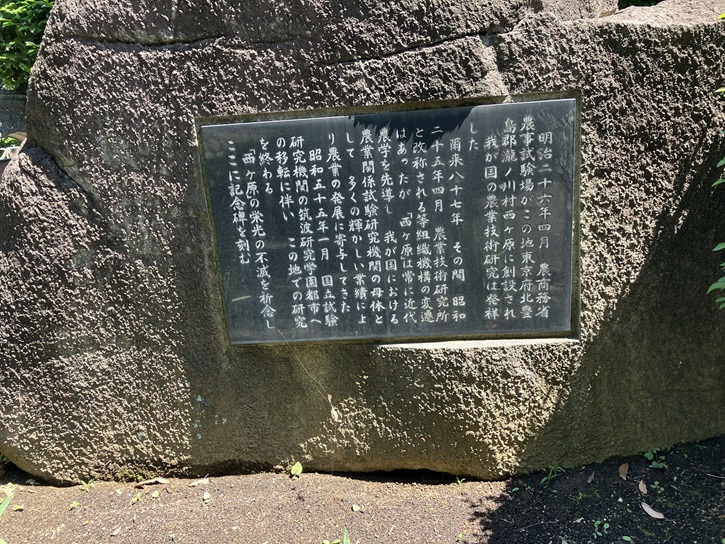 明治二十六年四月 農商務省
農事試験場がこの地東京府北豊
島郡瀧ノ川村西ケ原に創設され
我が国の農業技術研究は発祥
した
爾来八十七年 その間 昭和
二十五年四月 農業技術研究所
と改称される等組織機構の変遷
はあったが 西ケ原は常に近代
農学を先導し 我が国における
農業関係試験研究機関の母体と
して 多くの輝かしい業績によ
り農業の発展に寄与してきた
昭和五十五年一月 国立試験
研究機関の筑波研究学園都市へ
の移転に伴い この地での研究
を終わる
「西ケ原の栄光の不滅を祈念し
ここに記念碑を刻む